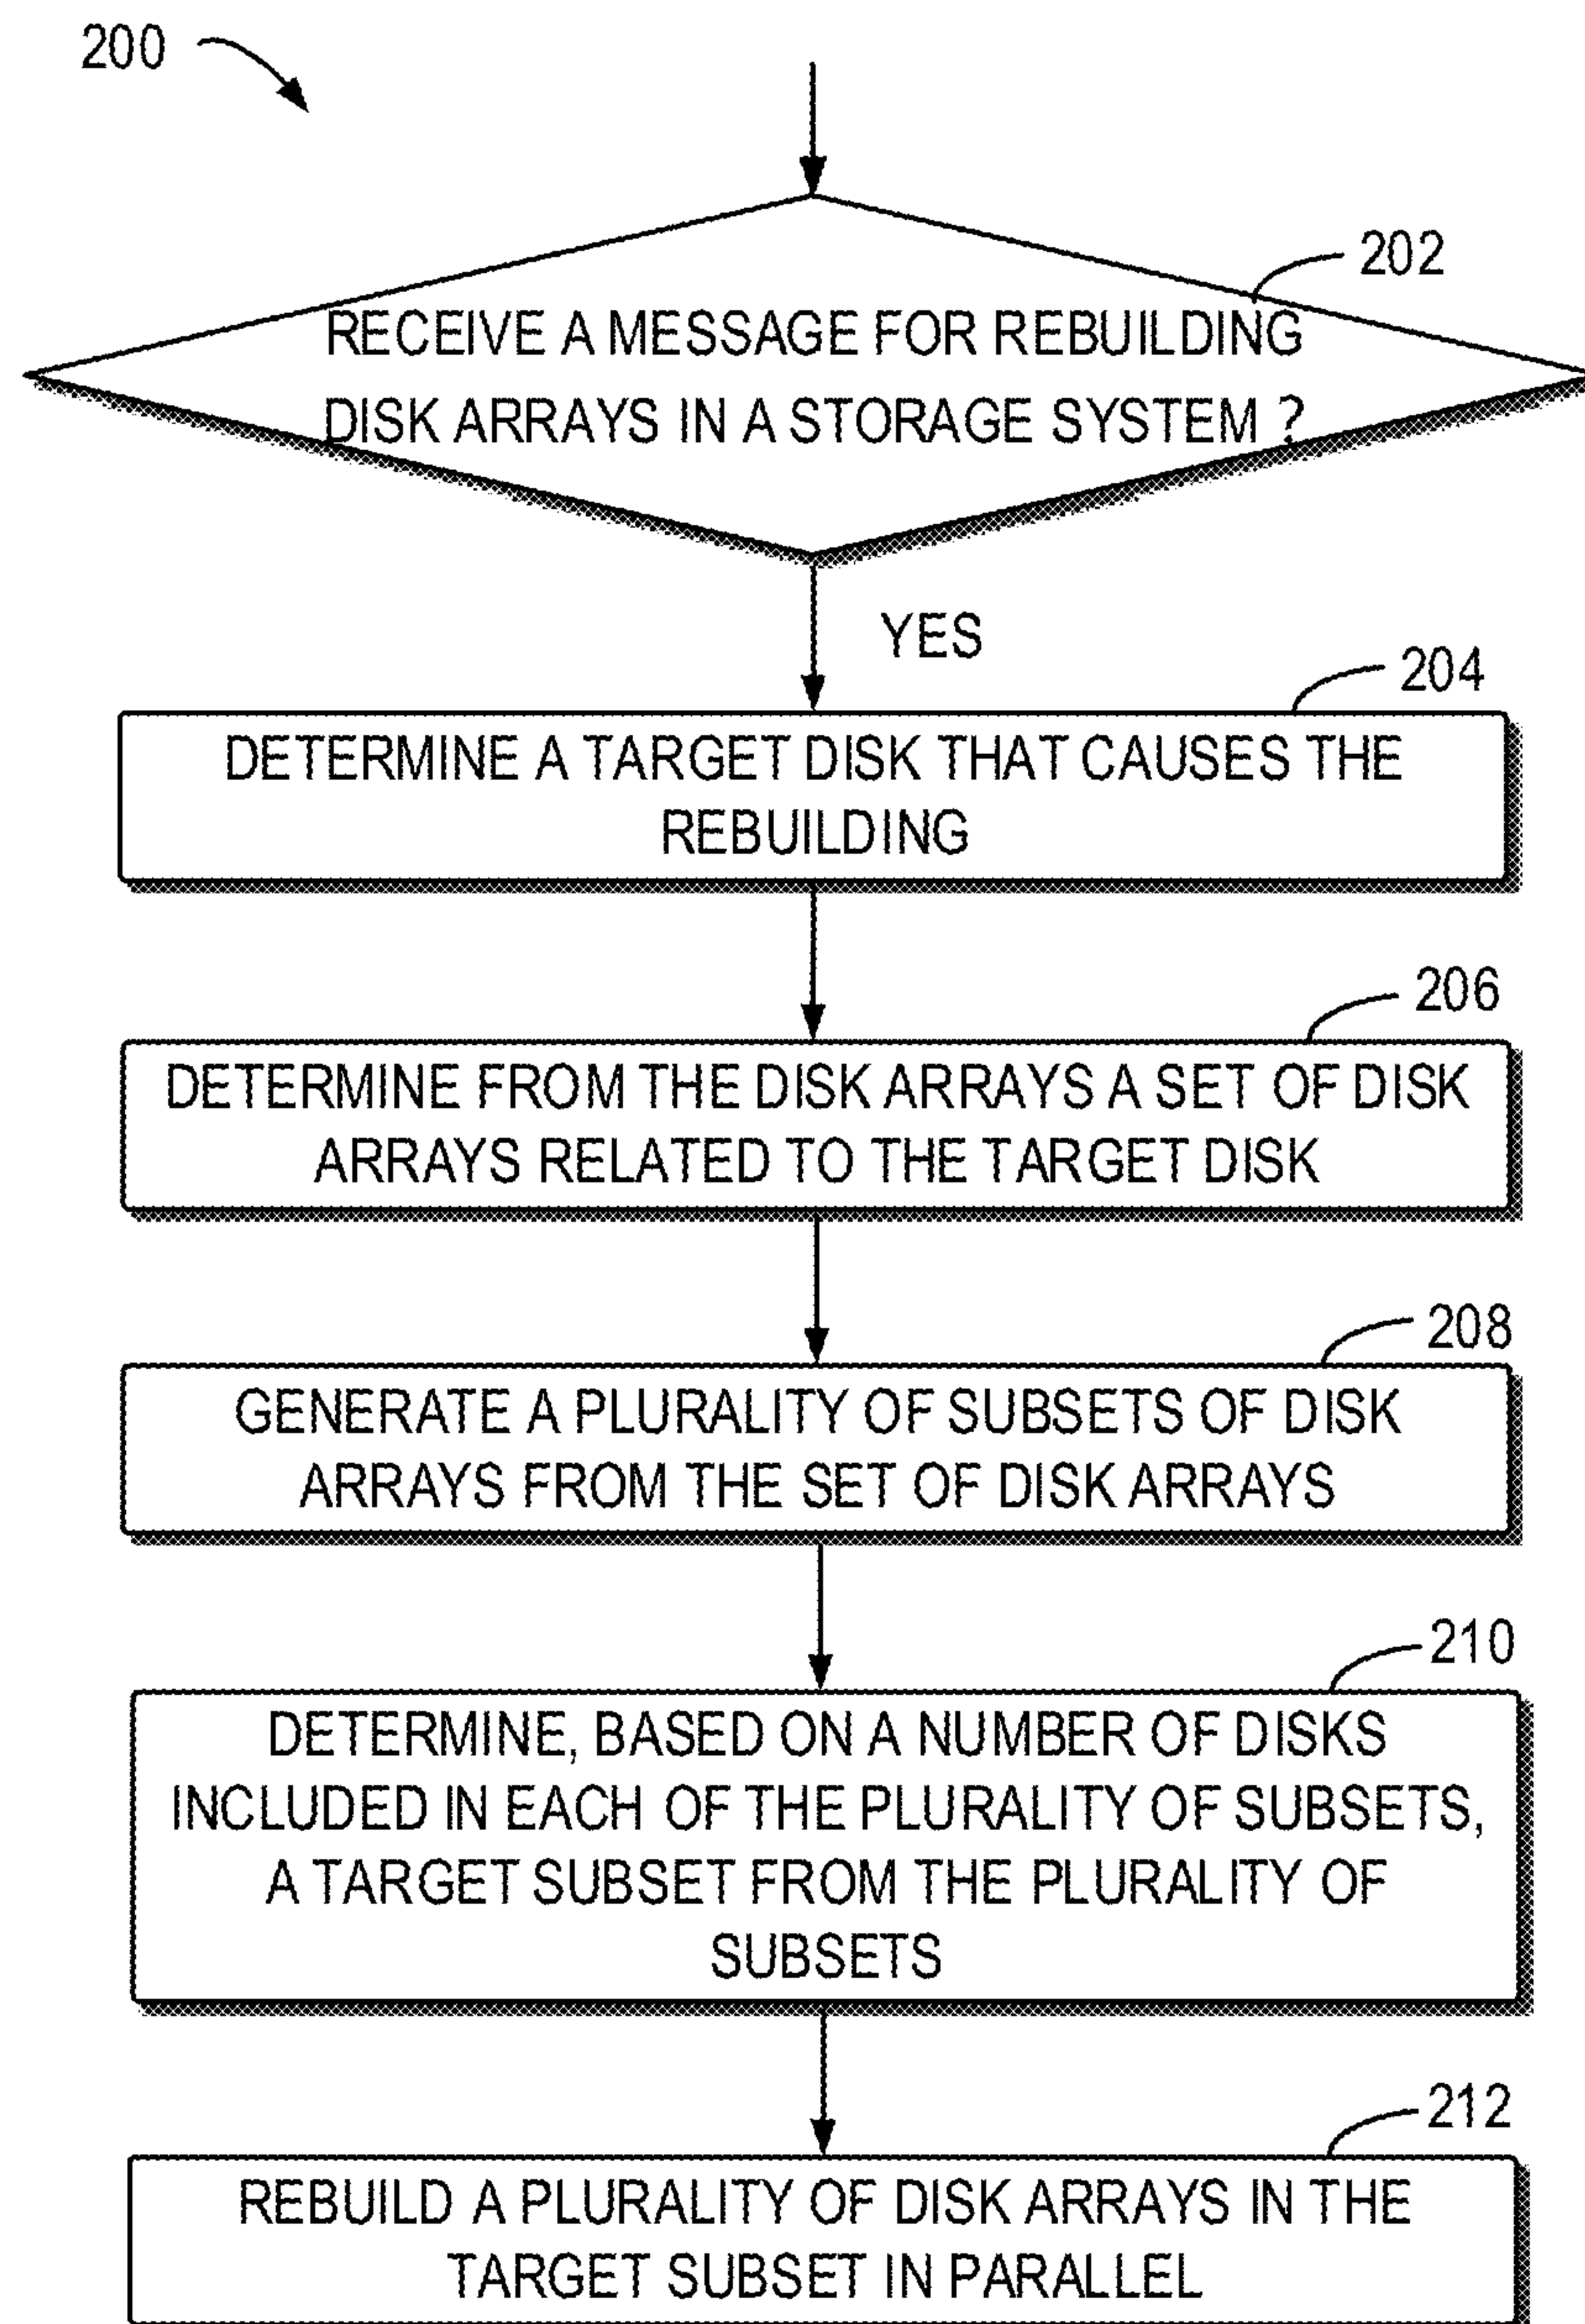 200
202
RECEIVE A MESSAGE FOR REBUILDING
DISK ARRAYS IN A STORAGE SYSTEM ?
YES
204
DETERMINE A TARGET DISK THAT CAUSES THE
REBUILDING
206
DETERMINE FROM THE DISK ARRAYS A SET OF DISK
ARRAYS RELATED TO THE TARGET DISK
208
GENERATE A PLURALITY OF SUBSETS OF DISK
ARRAYS FROM THE SET OF DISK ARRAYS
210
DETERMINE, BASED ON A NUMBER OF DISKS
INCLUDED IN EACH OF THE PLURALITY OF SUBSETS,
A TARGET SUBSET FROM THE PLURALITY OF
SUBSETS
212
REBUILD A PLURALITY OF DISK ARRAYS IN THE
TARGET SUBSET IN PARALLEL